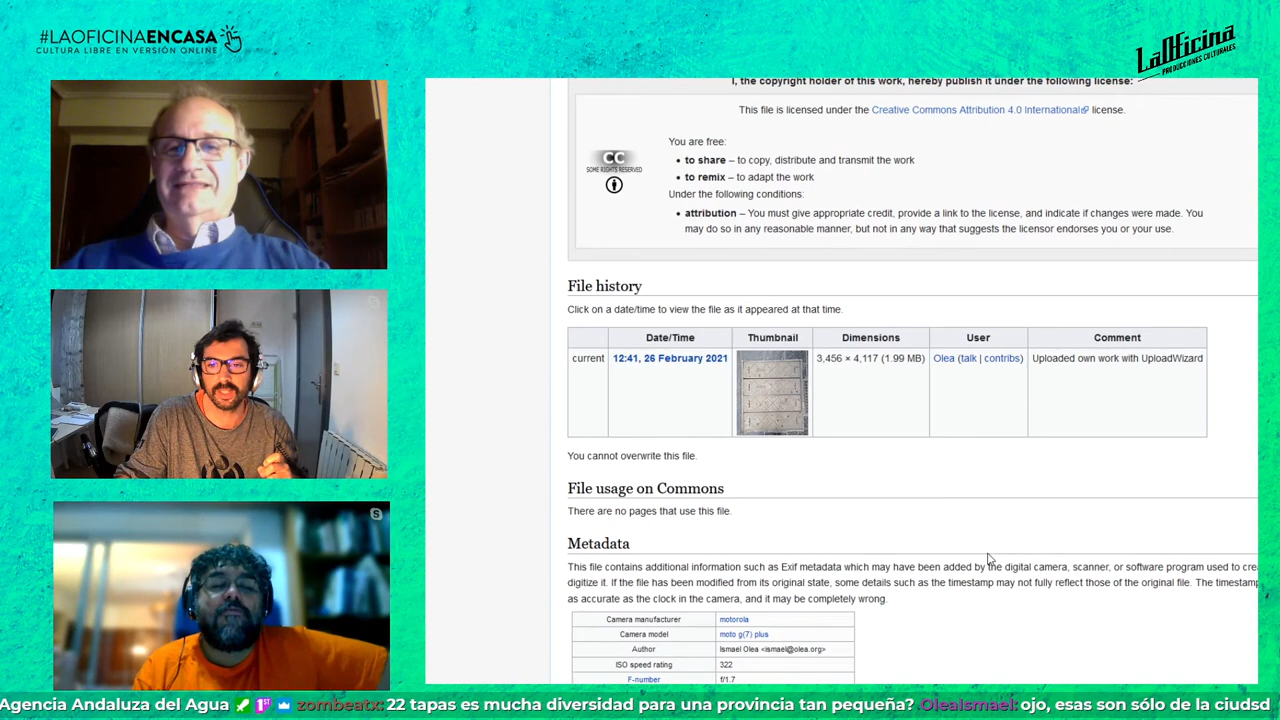 #LAOFICINAENCASA
CULTURA LIBRE EN VERSIÓN ONLINE
LaOficina
PRODUCCIONES CULTURALES
I, the copyright holder of this work, hereby publish it under the following license:
This file is licensed under the Creative Commons Attribution 4.0 International license.
CC
SOME RIGHTS RESERVED
You are free:
• to share – to copy, distribute and transmit the work
• to remix – to adapt the work
Under the following conditions:
• attribution – You must give appropriate credit, provide a link to the license, and indicate if changes were made. You
may do so in any reasonable manner, but not in any way that suggests the licensor endorses you or your use.
File history
Click on a date/time to view the file as it appeared at that time.
Date/Time Thumbnail Dimensions User Comment
current 12:41, 26 February 2021 3,456 × 4,117 (1.99 MB) Olea (talk | contribs) Uploaded own work with UploadWizard
You cannot overwrite this file.
File usage on Commons
There are no pages that use this file.
Metadata
This file contains additional information such as Exif metadata which may have been added by the digital camera, scanner, or software program used to
digitize it. If the file has been modified from its original state, some details such as the timestamp may not fully reflect those of the original file. The timestamp
as accurate as the clock in the camera, and it may be completely wrong.
Camera manufacturer motorola
Camera model moto g(7) plus
Author Ismael Olea <ismael@olea.org>
ISO speed rating 322
F-number f/1.7
Agencia Andaluza del Agua 1ST zombeatx: 22 tapas es mucha diversidad para una provincia tan pequeña? OleaIsmael: ojo, esas son sólo de la ciudsd